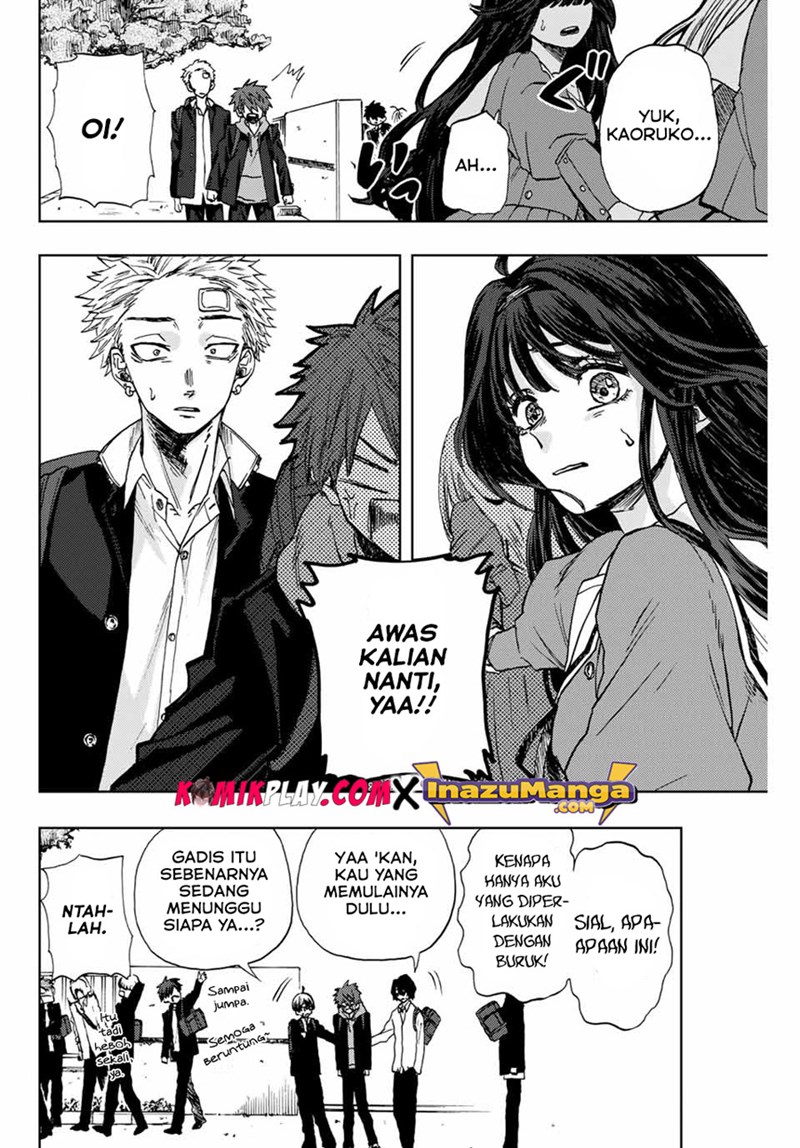 YUK,
KAORUKO...
AH...
OI!
AWAS
KALIAN
NANTI,
YAA!!
KOMIKPLAY.COM X INAZUMANGA
.COM
SIAL, APA-
APAAN INI!
KENAPA
HANYA AKU
YANG DIPER-
LAKUKAN
DENGAN
BURUK!
YAA 'KAN,
KAU YANG
MEMULAINYA
DULU...
GADIS ITU
SEBENARNYA
SEDANG
MENUNGGU
SIAPA YA...?
Sampai
jumpa.
Semoga
beruntung~
NTAH-
LAH.
Itu
tadi
heboh
sekali
ya.